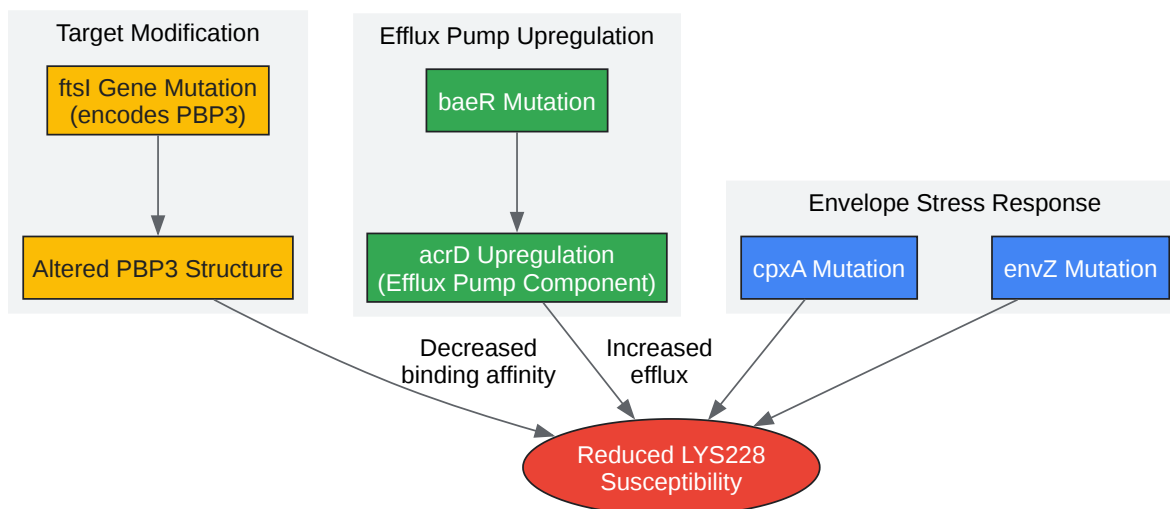 Target Modification
ftsI Gene Mutation
(encodes PBP3)
Altered PBP3 Structure
Efflux Pump Upregulation
baeR Mutation
acrD Upregulation
(Efflux Pump Component)
Envelope Stress Response
cpxA Mutation
envZ Mutation
Decreased
binding affinity
Increased
efflux
Reduced LYS228
Susceptibility